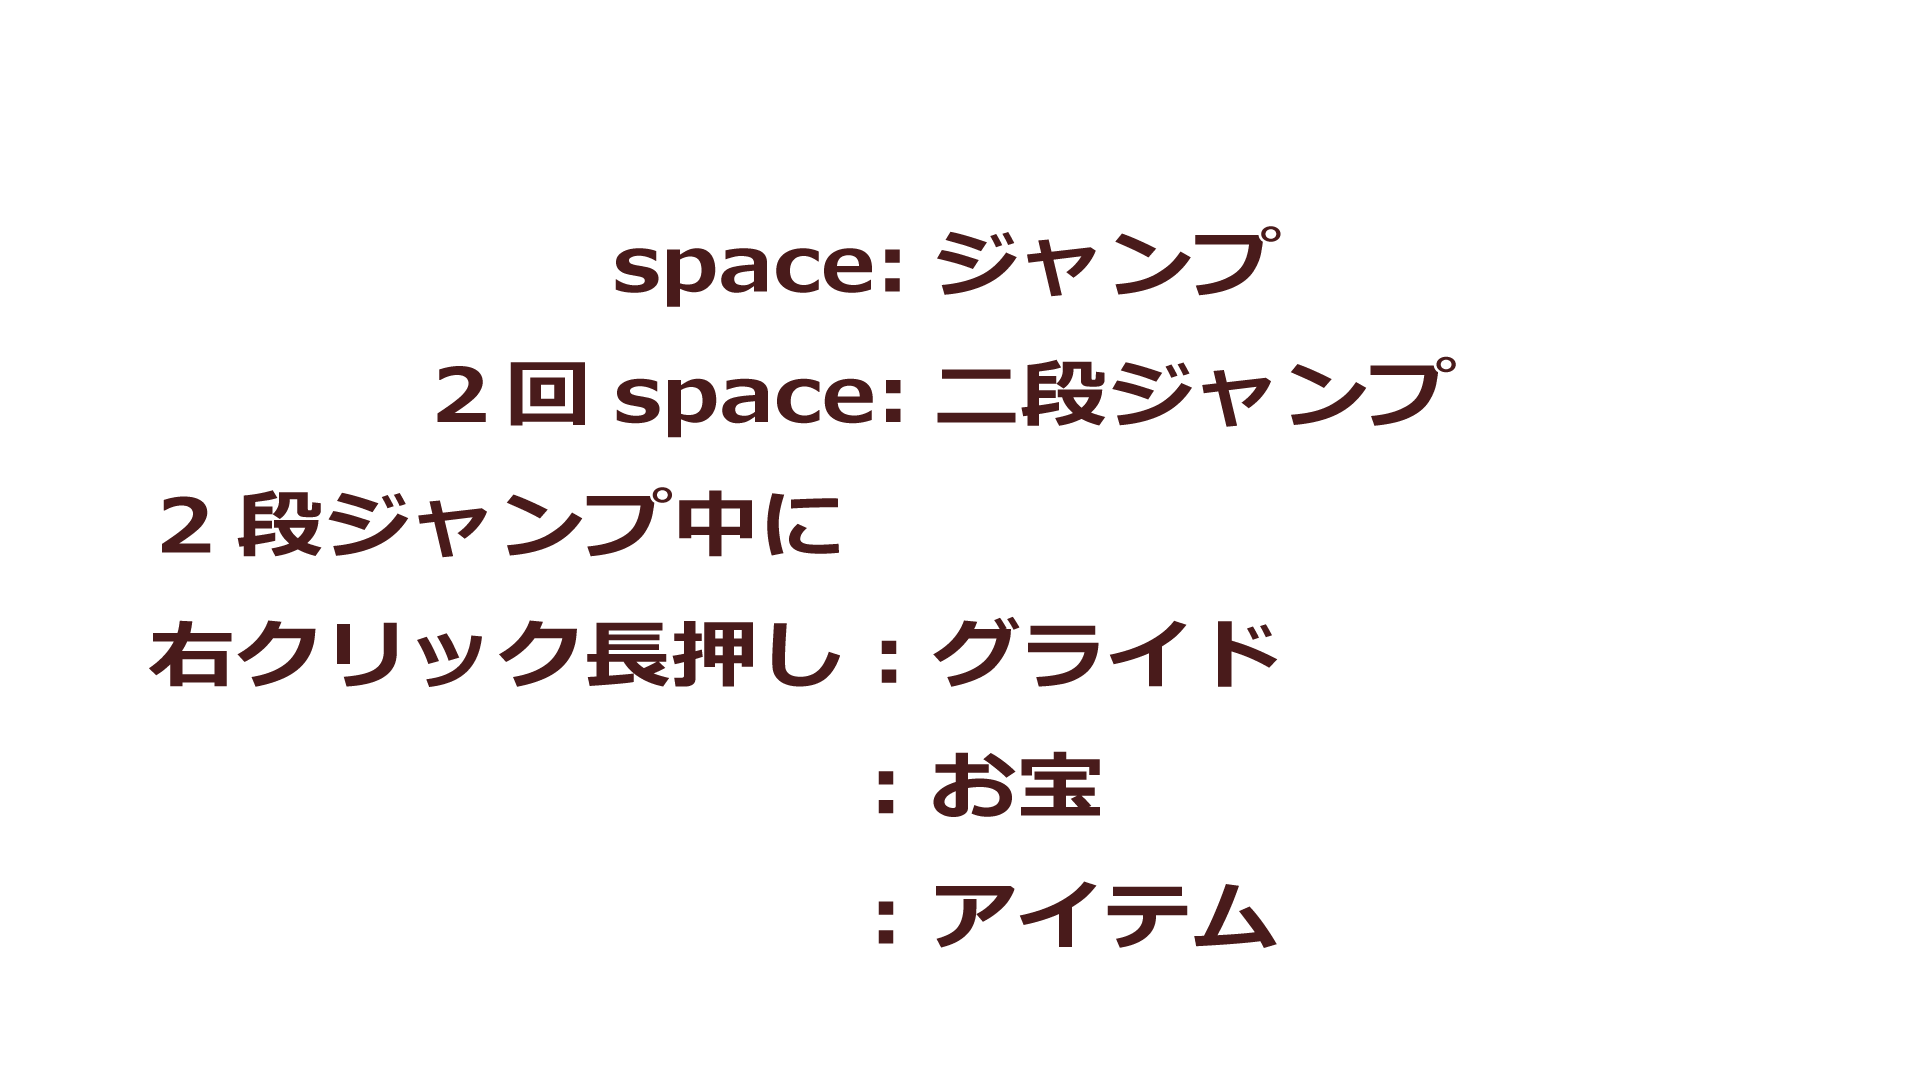 space: ジャンプ
２回 space: 二段ジャンプ
２段ジャンプ中に
右クリック長押し : グライド
: お宝
: アイテム